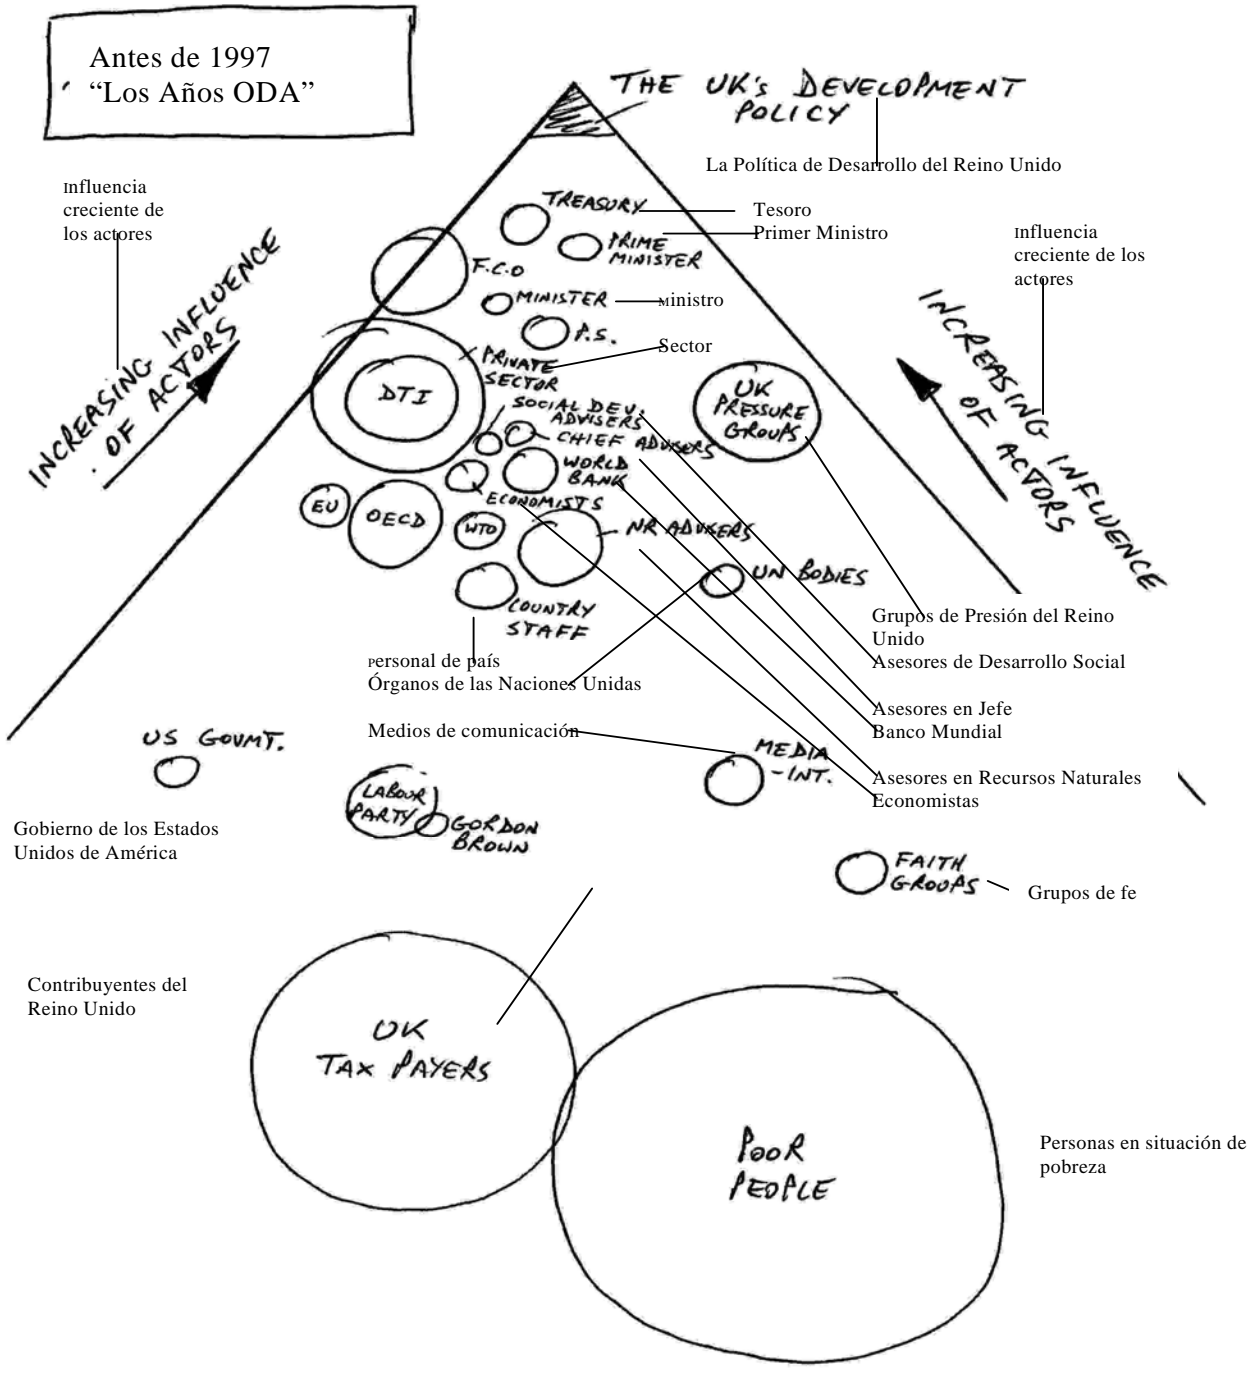 Antes de 1997
“Los Años ODA”
THE UK's DEVELOPMENT
POLICY
La Política de Desarrollo del Reino Unido
Influencia
creciente de
los actores
INCREASING INFLUENCE
OF ACTORS
TREASURY
Tesoro
PRIME
MINISTER
Primer Ministro
Influencia
creciente de los
actores
INCREASING INFLUENCE
OF ACTORS
F.C.O
MINISTER
Ministro
P.S.
PRIVATE
SECTOR
Sector
DTI
UK
PRESSURE
GROUPS
SOCIAL DEV.
ADVISERS
CHIEF ADVISERS
WORLD
BANK
ECONOMISTS
EU
OECD
WTO
NR ADVISERS
UN BODIES
COUNTRY
STAFF
Grupos de Presión del Reino
Unido
Asesores de Desarrollo Social
Personal de país
Órganos de las Naciones Unidas
Asesores en Jefe
Banco Mundial
Medios de comunicación
US GOVMT.
MEDIA
-INT.
Asesores en Recursos Naturales
Economistas
LABOUR
PARTY
GORDON
BROWN
Gobierno de los Estados
Unidos de América
FAITH
GROUPS
Grupos de fe
Contribuyentes del
Reino Unido
UK
TAX PAYERS
POOR
PEOPLE
Personas en situación de
pobreza